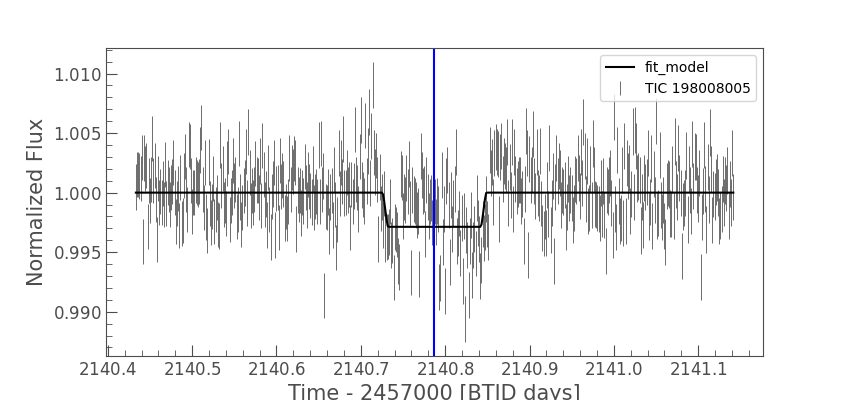 Normalized Flux
1.010
1.005
1.000
0.995
0.990
fit_model
TIC 198008005
2140.4 2140.5 2140.6 2140.7 2140.8 2140.9 2141.0 2141.1
Time - 2457000 [BTJD days]